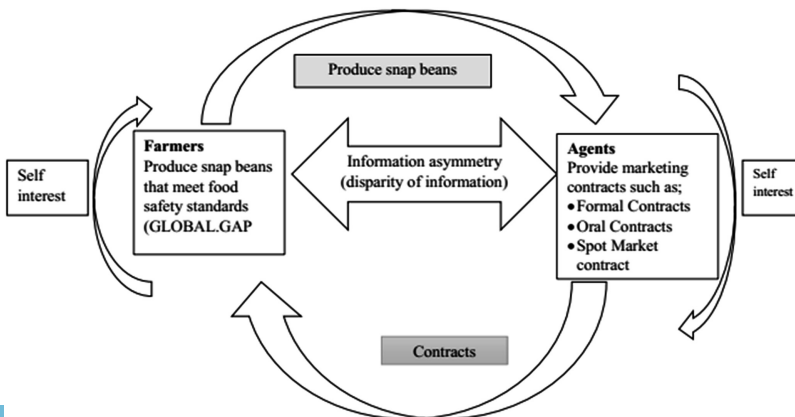 Produce snap beans
Farmers
Produce snap beans
that meet food
safety standards
(GLOBAL.GAP
Self
interest
Information asymmetry
(disparity of information)
Agents
Provide marketing
contracts such as;
•Formal Contracts
•Oral Contracts
•Spot Market
contract
Self
interest
Contracts